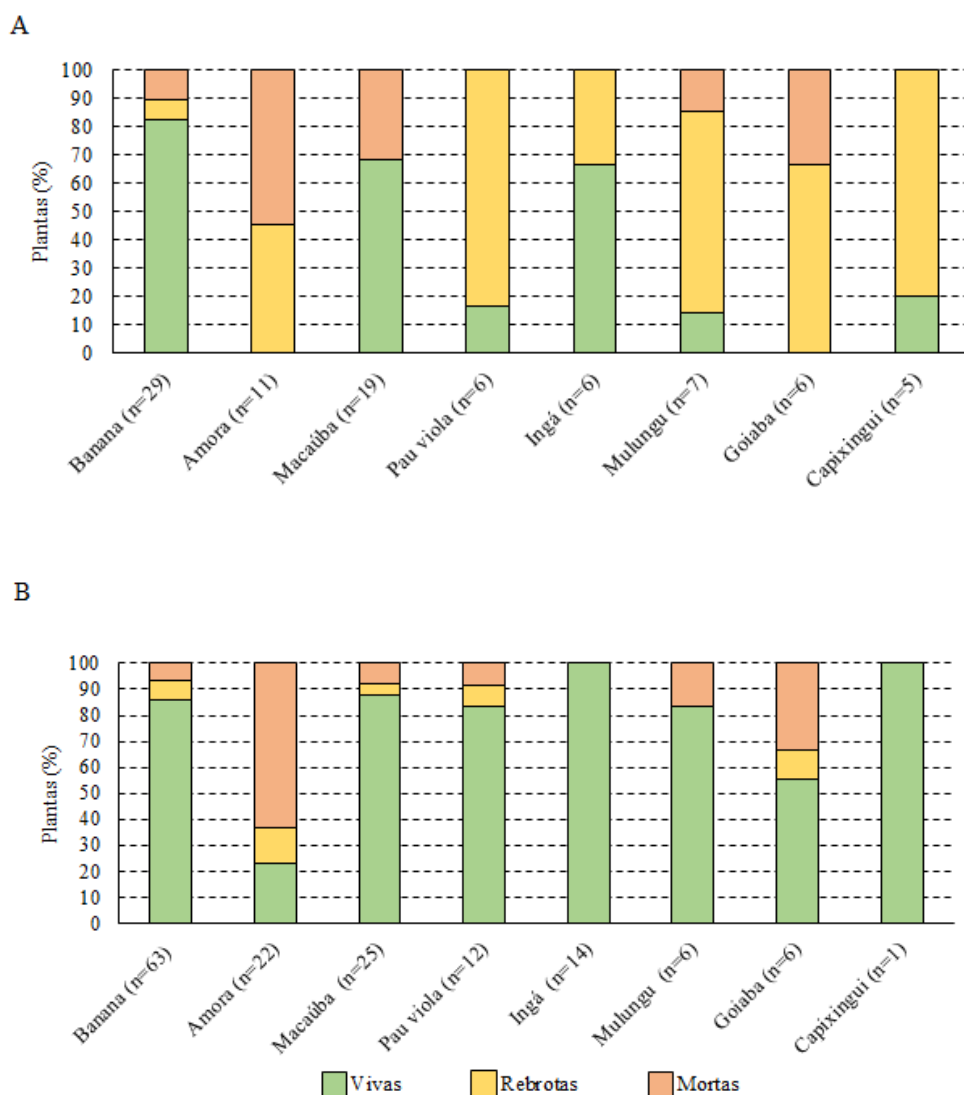 A
Plantas (%)
100
90
80
70
60
50
40
30
20
10
0
Banana (n=29)
Amora (n=11)
Macaúba (n=19)
Pau viola (n=6)
Ingá (n=6)
Mulungu (n=7)
Goiaba (n=6)
Capixingui (n=5)
B
Plantas (%)
100
90
80
70
60
50
40
30
20
10
0
Banana (n=63)
Amora (n=22)
Macaúba (n=25)
Pau viola (n=12)
Ingá (n=14)
Mulungu (n=6)
Goiaba (n=6)
Capixingui (n=1)
Vivas Rebrotas Mortas